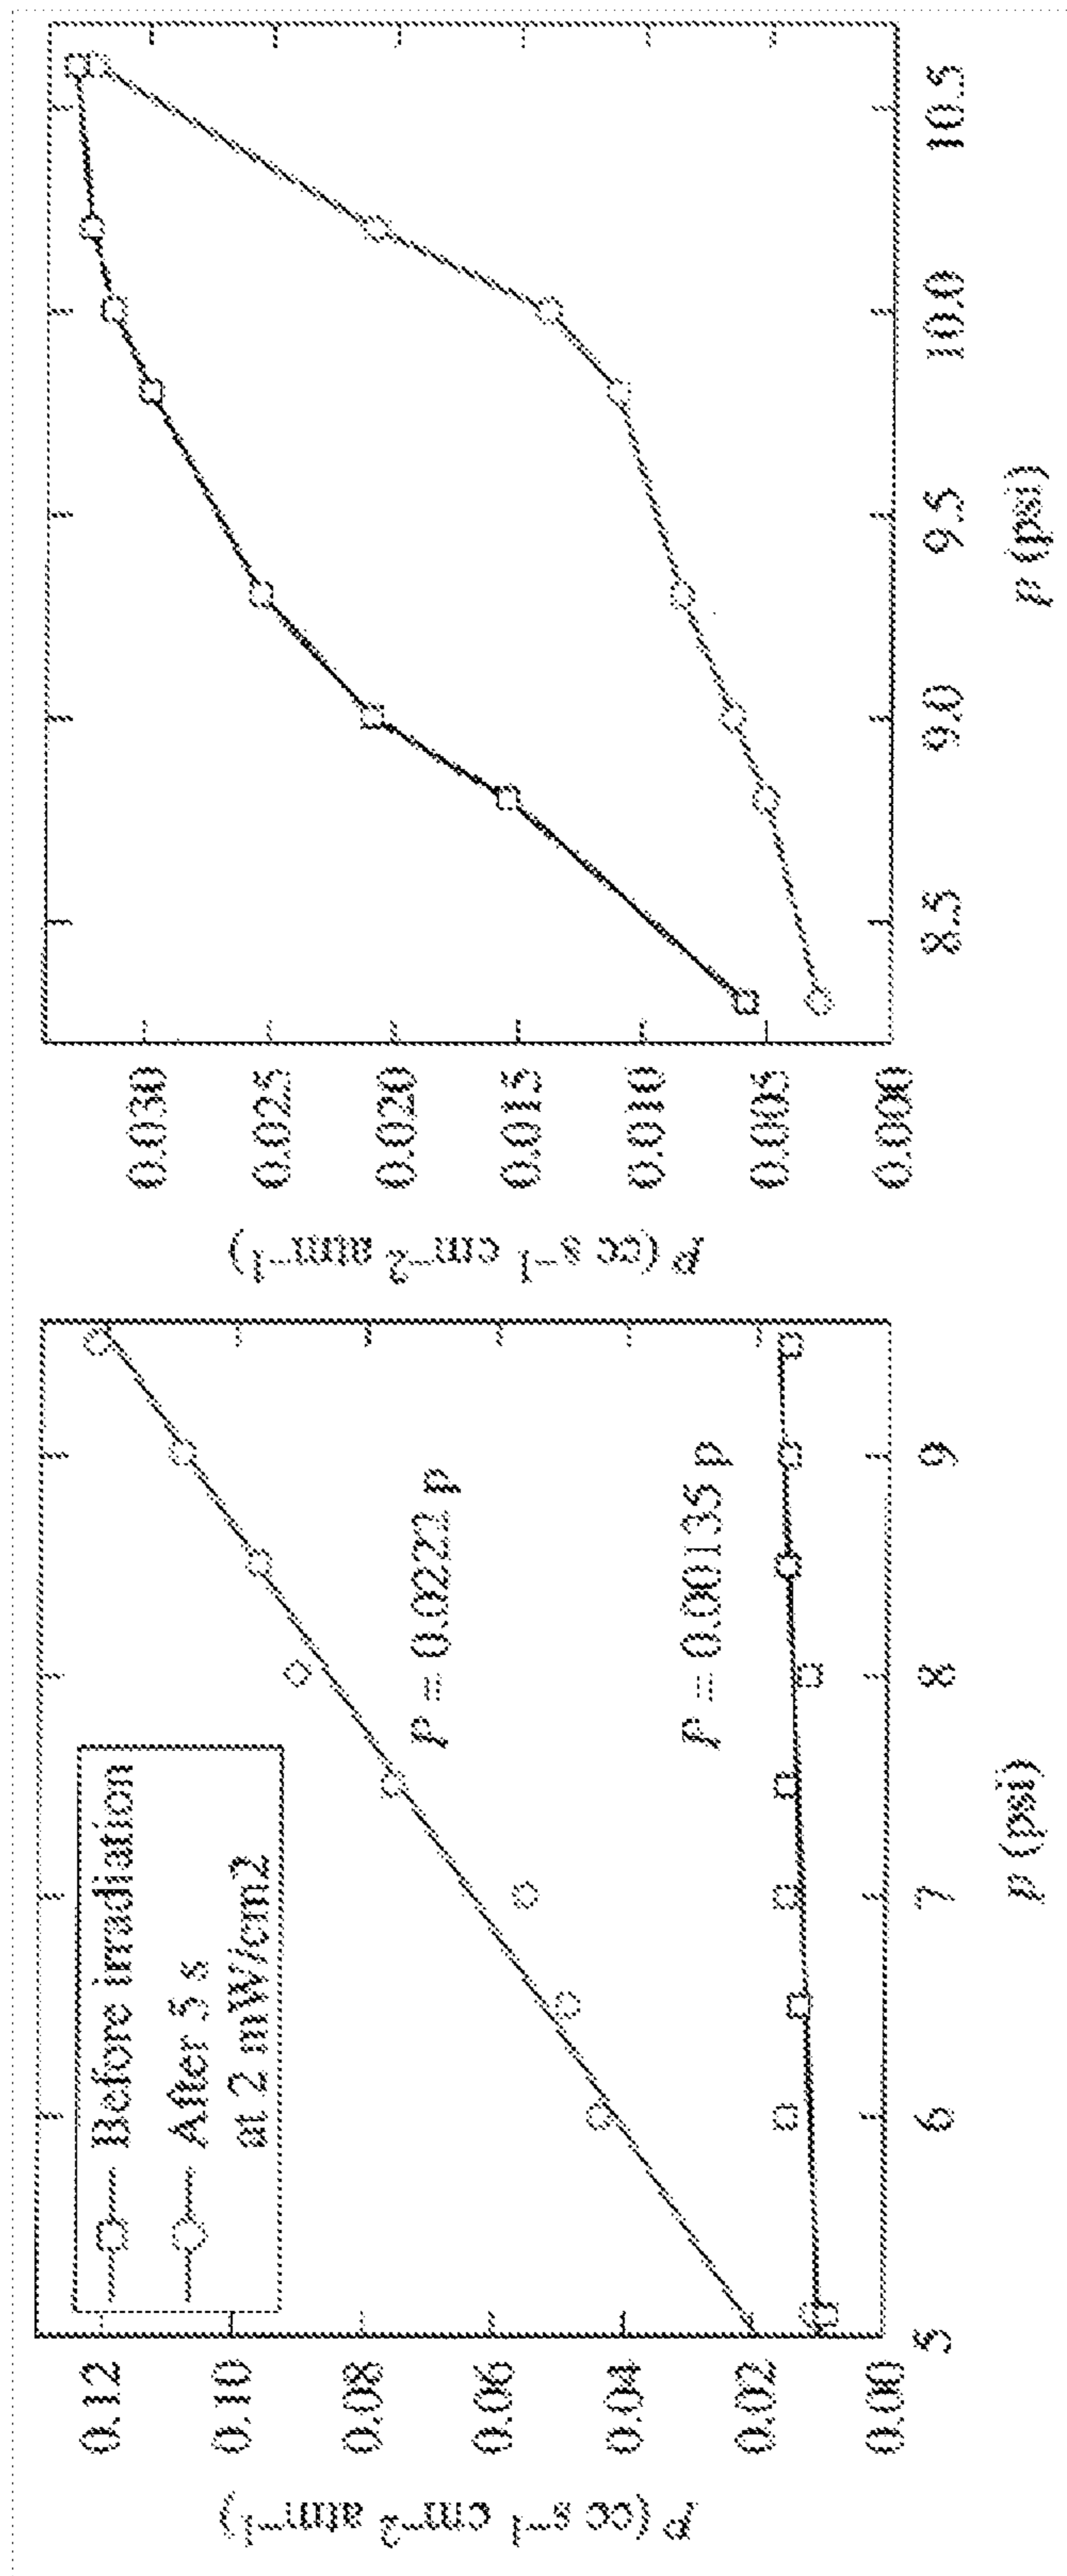 P (cc s⁻¹ cm⁻² atm⁻¹)
0.12
0.10
0.08
0.06
0.04
0.02
0.00
Before irradiation
After 5 s
at 2 mW/cm2
P = 0.0222 p
P = 0.00135 p
5
6
7
8
9
p (psi)
P (cc s⁻¹ cm⁻² atm⁻¹)
0.030
0.025
0.020
0.015
0.010
0.005
0.000
8.5
9.0
9.5
10.0
10.5
p (psi)